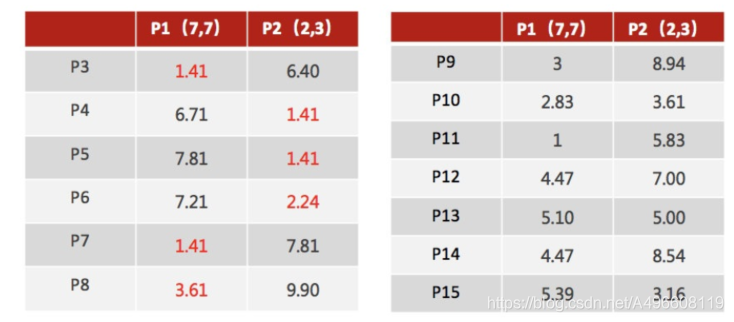 P1（7,7） P2（2,3）
P3 1.41 6.40
P4 6.71 1.41
P5 7.81 1.41
P6 7.21 2.24
P7 1.41 7.81
P8 3.61 9.90
P1（7,7） P2（2,3）
P9 3 8.94
P10 2.83 3.61
P11 1 5.83
P12 4.47 7.00
P13 5.10 5.00
P14 4.47 8.54
P15 5.39 3.16
https://blog.csdn.net/A496608119